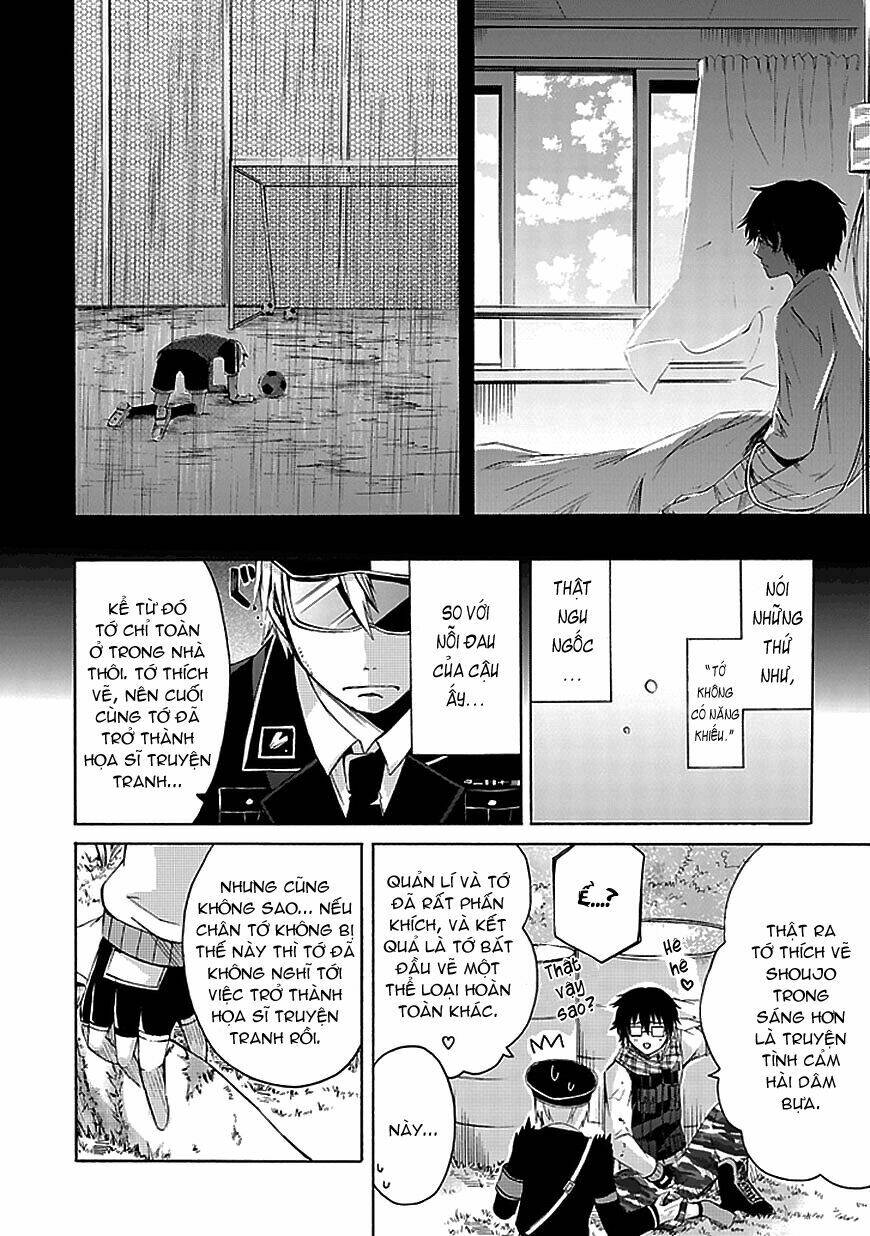 NÓI
NHỮNG
THỨ
NHƯ,
"TỚ
KHÔNG
CÓ NĂNG
KHIẾU."
THẬT
NGU
NGỐC
...
SO VỚI
NỖI ĐAU
CỦA CẬU
ẤY...
KỂ TỪ ĐÓ
TỚ CHỈ TOÀN
Ở TRONG NHÀ
THÔI. TỚ THÍCH
VẼ, NÊN CUỐI
CÙNG TỚ ĐÃ
TRỞ THÀNH
HỌA SĨ TRUYỆN
TRANH...
THẬT RA
TỚ THÍCH VẼ
SHOUJO
TRONG
SÁNG HƠN
LÀ TRUYỆN
TÌNH CẢM
HÀI DÂM
BỰA.
He
he
Ể....?
Thật
vậy
sao?
QUẢN LÍ VÀ TỚ
ĐÃ RẤT PHẤN
KHÍCH, VÀ KẾT
QUẢ LÀ TỚ BẮT
ĐẦU VẼ MỘT
THỂ LOẠI HOÀN
TOÀN KHÁC.
NÀY...
NHƯNG CŨNG
KHÔNG SAO... NẾU
CHÂN TỚ KHÔNG BỊ
THẾ NÀY THÌ TỚ ĐÃ
KHÔNG NGHĨ TỚI
VIỆC TRỞ THÀNH
HỌA SĨ TRUYỆN
TRANH RỒI.